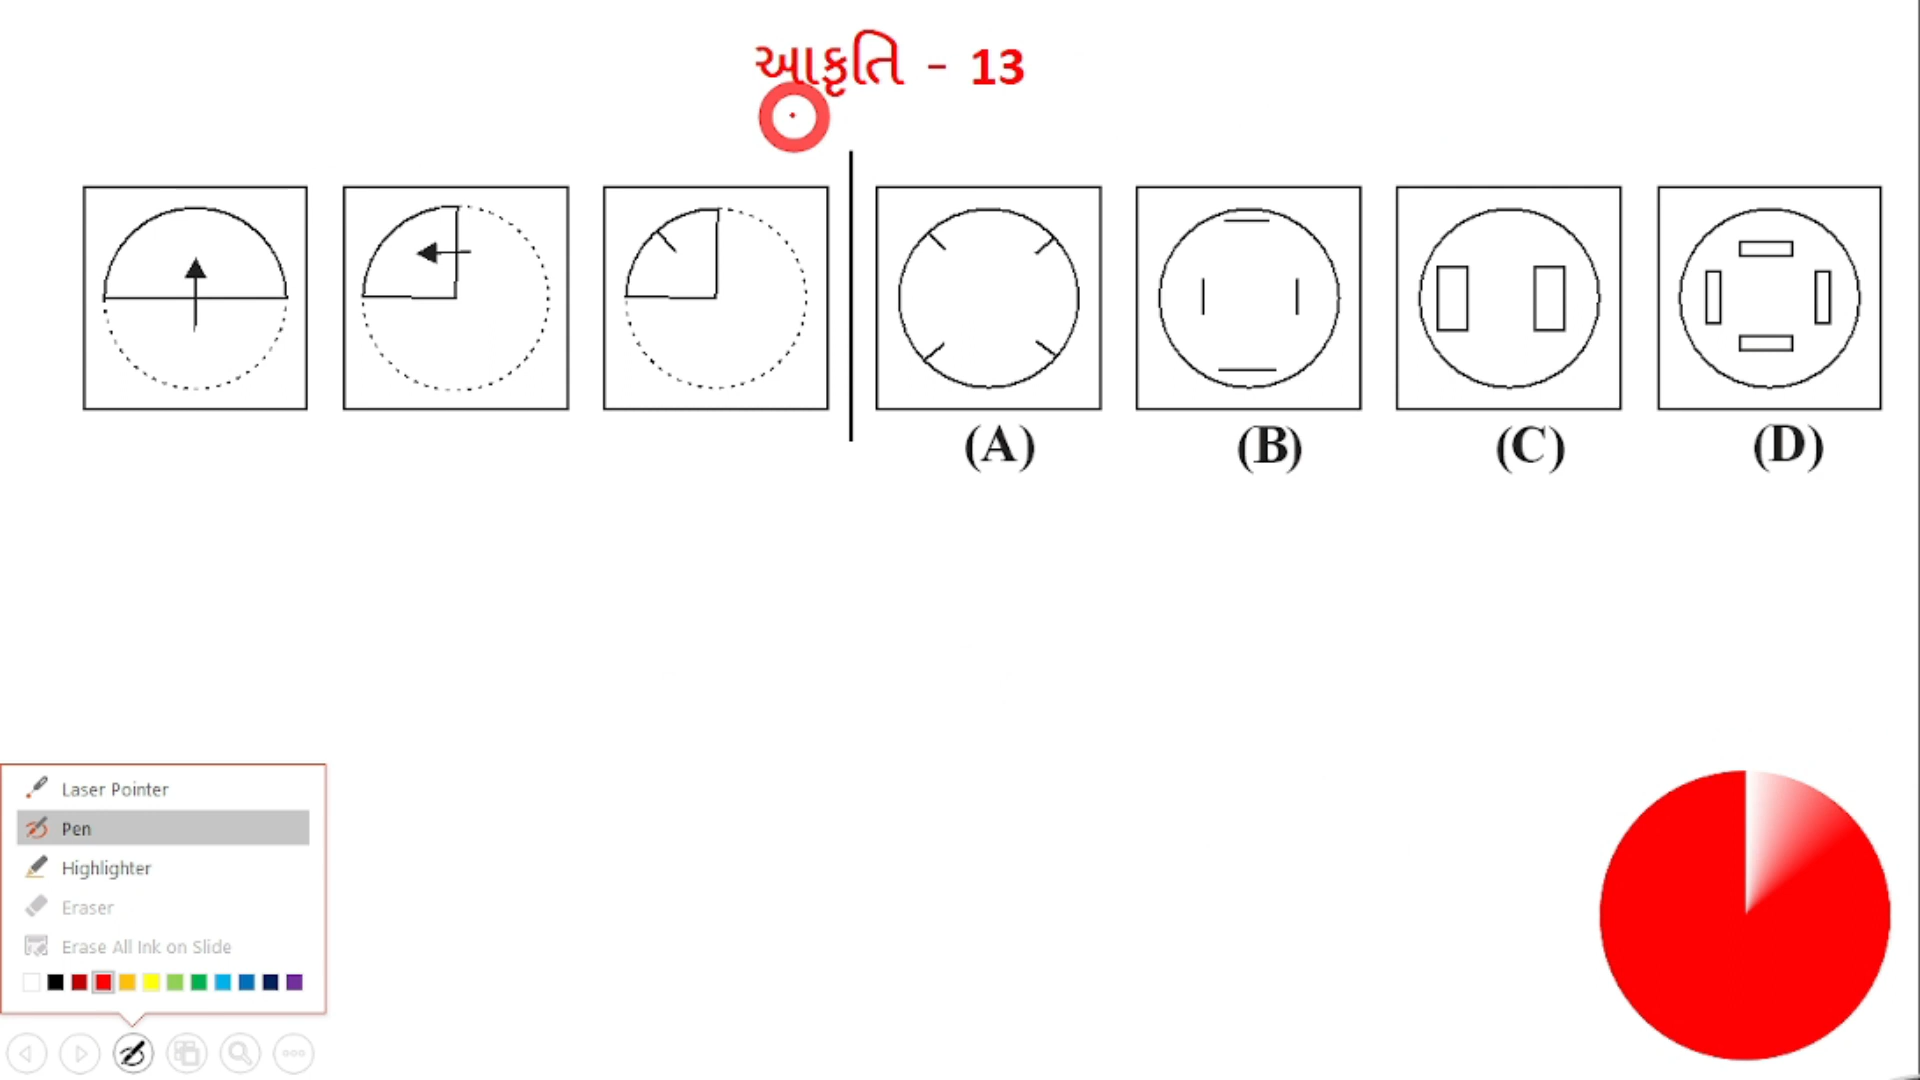 આકૃતિ - 13
(A) (B) (C) (D)
Laser Pointer
Pen
Highlighter
Eraser
Erase All Ink on Slide